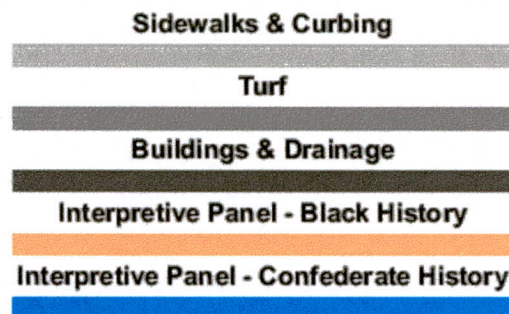 Sidewalks & Curbing
Turf
Buildings & Drainage
Interpretive Panel - Black History
Interpretive Panel - Confederate History